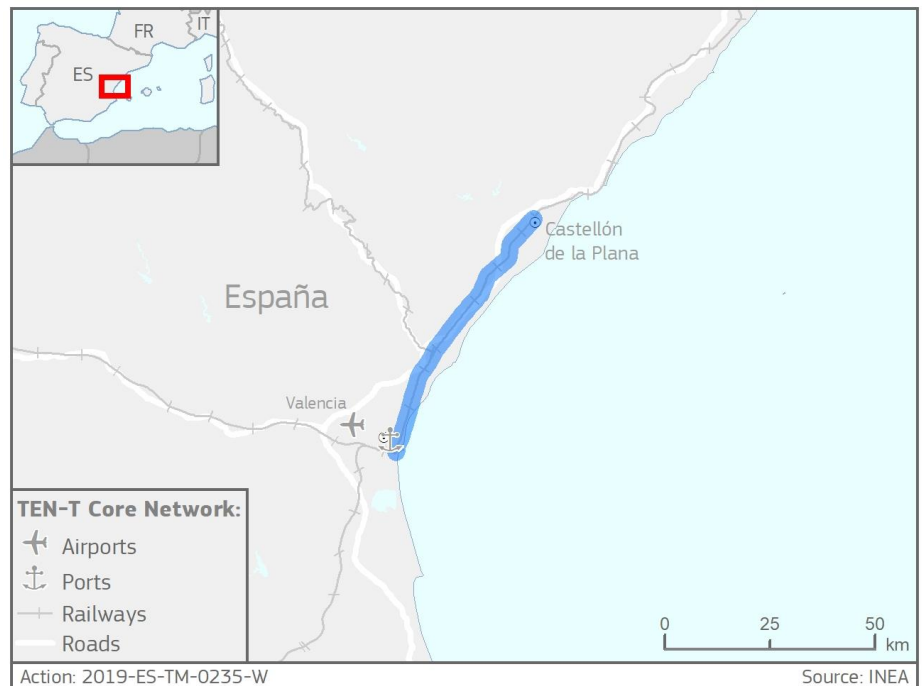 FR
IT
ES
Castellón
de la Plana
España
Valencia
TEN-T Core Network:
Airports
Ports
Railways
Roads
0 25 50
km
Action: 2019-ES-TM-0235-W
Source: INEA